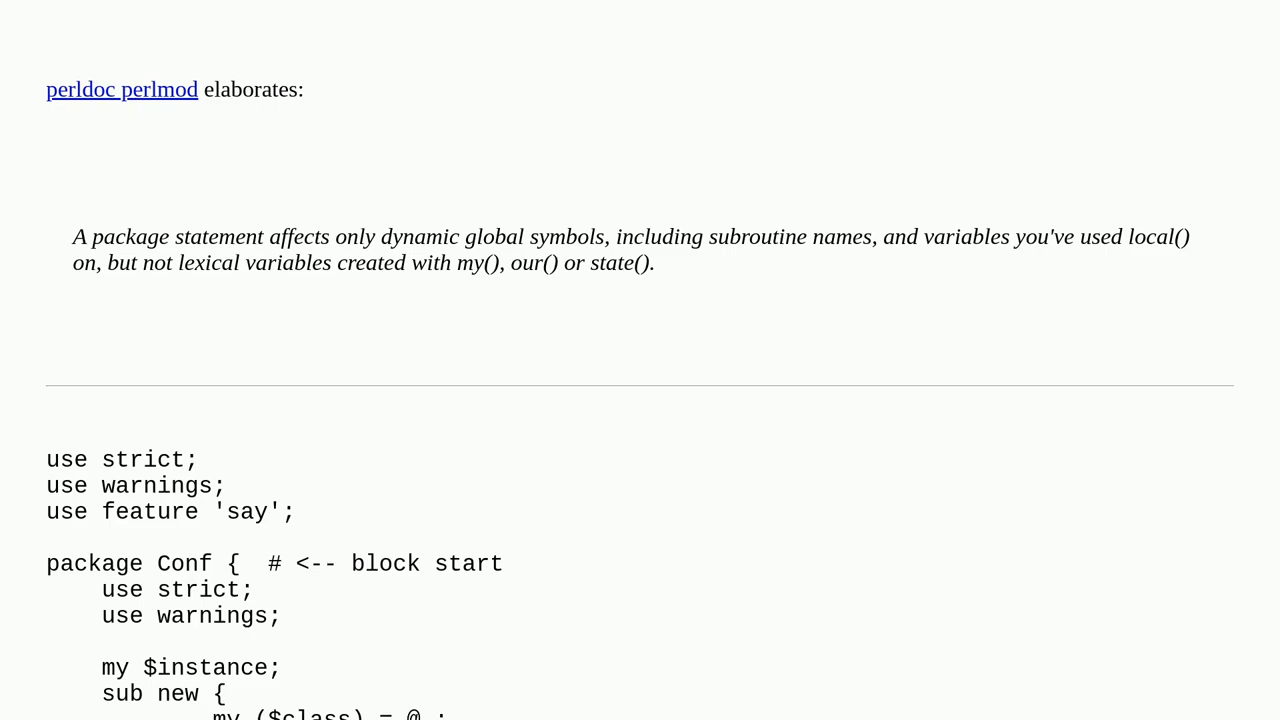 perldoc perlmod elaborates:
A package statement affects only dynamic global symbols, including subroutine names, and variables you've used local()
on, but not lexical variables created with my(), our() or state().
use strict;
use warnings;
use feature 'say';
package Conf {  # <-- block start
    use strict;
    use warnings;
    my $instance;
    sub new {
            my ($class) = @_;